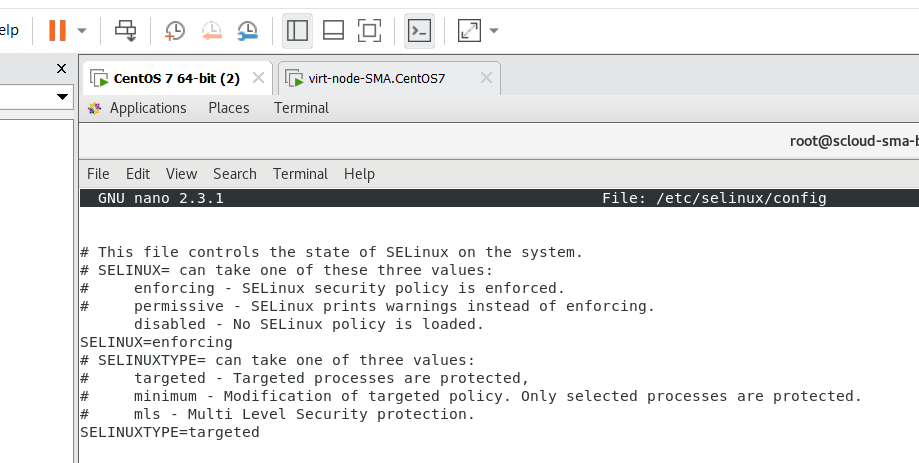 elp
x
CentOS 7 64-bit (2)
virt-node-SMA.CentOS7
Applications Places Terminal
root@scloud-sma-b
File Edit View Search Terminal Help
GNU nano 2.3.1 File: /etc/selinux/config
# This file controls the state of SELinux on the system.
# SELINUX= can take one of these three values:
#     enforcing - SELinux security policy is enforced.
#     permissive - SELinux prints warnings instead of enforcing.
      disabled - No SELinux policy is loaded.
SELINUX=enforcing
# SELINUXTYPE= can take one of three values:
#     targeted - Targeted processes are protected,
#     minimum - Modification of targeted policy. Only selected processes are protected.
#     mls - Multi Level Security protection.
SELINUXTYPE=targeted